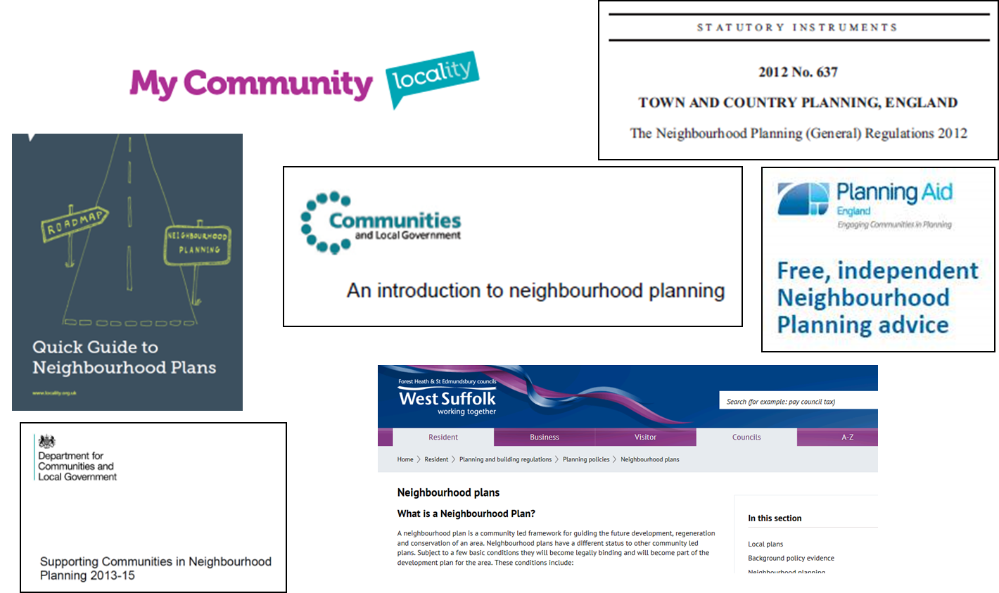 STATUTORY INSTRUMENTS
2012 No. 637
TOWN AND COUNTRY PLANNING, ENGLAND
The Neighbourhood Planning (General) Regulations 2012
My Community
locality
ROADMAP
NEIGHBOURHOOD
PLANNING
Quick Guide to
Neighbourhood Plans
www.locality.org.uk
Communities
and Local Government
An introduction to neighbourhood planning
Planning Aid
England
Engaging Communities in Planning
Free, independent
Neighbourhood
Planning advice
Department for
Communities and
Local Government
Supporting Communities in Neighbourhood
Planning 2013-15
Forest Heath & St Edmundsbury councils
West Suffolk
working together
Search (for example: pay council tax)
Resident Business Visitor Councils A-Z
Home > Resident > Planning and building regulations > Planning policies > Neighbourhood plans
Neighbourhood plans
What is a Neighbourhood Plan?
A neighbourhood plan is a community led framework for guiding the future development, regeneration
and conservation of an area. Neighbourhood plans have a different status to other community led
plans. Subject to a few basic conditions they will become legally binding and will become part of the
development plan for the area. These conditions include:
In this section
Local plans
Background policy evidence
Neighbourhood planning